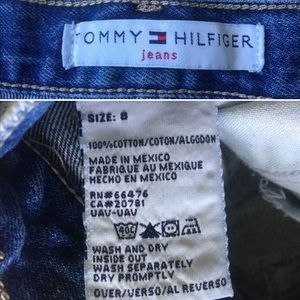 TOMMY HILFIGER
jeans
SIZE: 8
100%COTTON/COTON/ALGODON
MADE IN MEXICO
FABRIQUE AU MEXIQUE
HECHO EN MEXICO
RN#66476
CA#20781
UAV-UAV
40C
WASH AND DRY
INSIDE OUT
WASH SEPARATELY
DRY PROMPTLY
OVER/VERSO/AL REVERSO